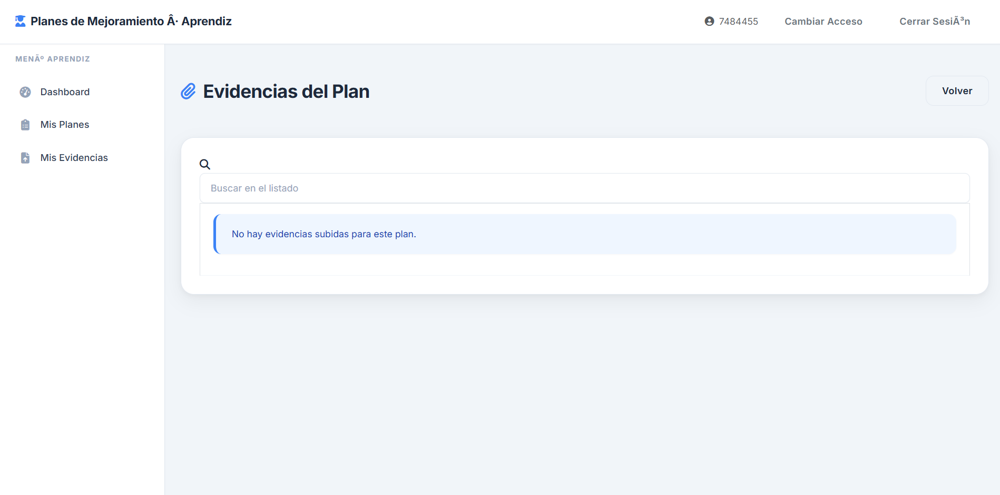 Planes de Mejoramiento Â· Aprendiz
7484455
Cambiar Acceso
Cerrar SesiÃ³n
MENÃº APRENDIZ
Dashboard
Mis Planes
Mis Evidencias
Evidencias del Plan
Volver
Buscar en el listado
No hay evidencias subidas para este plan.